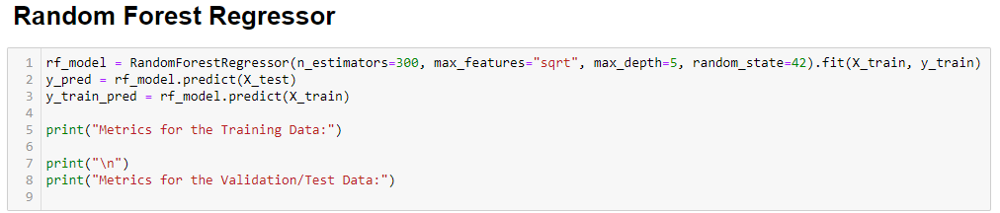 Random Forest Regressor
1 rf_model = RandomForestRegressor(n_estimators=300, max_features="sqrt", max_depth=5, random_state=42).fit(X_train, y_train)
2 y_pred = rf_model.predict(X_test)
3 y_train_pred = rf_model.predict(X_train)
4
5 print("Metrics for the Training Data:")
6
7 print("\n")
8 print("Metrics for the Validation/Test Data:")
9